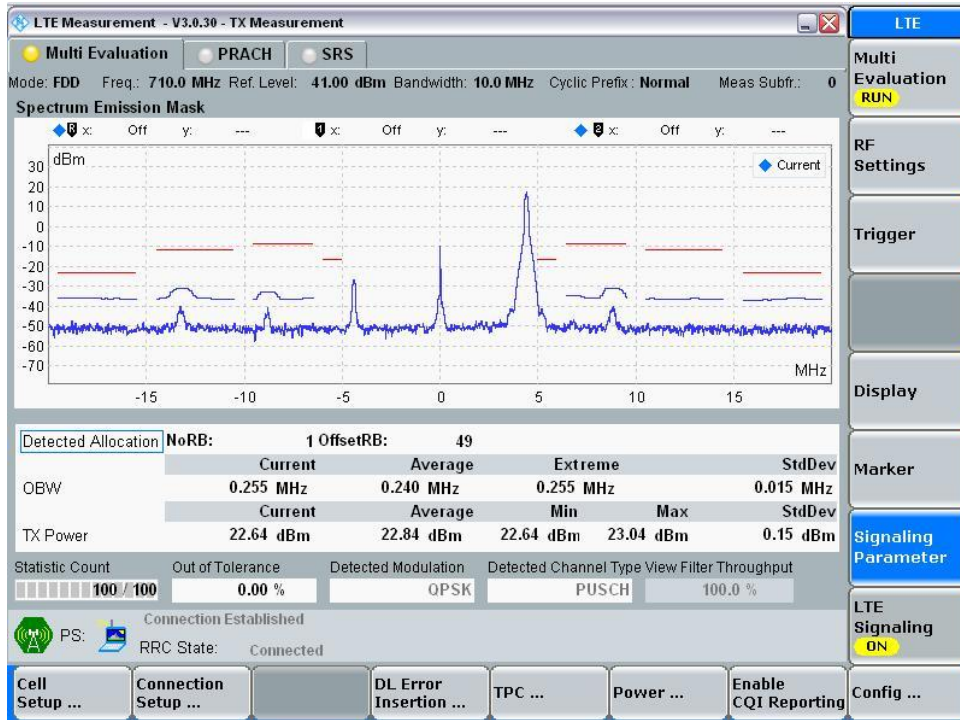 LTE Measurement - V3.0.30 - TX Measurement
LTE
Multi Evaluation PRACH SRS
Multi Evaluation RUN
Mode: FDD Freq.: 710.0 MHz Ref. Level: 41.00 dBm Bandwidth: 10.0 MHz Cyclic Prefix: Normal Meas Subfr.: 0
Spectrum Emission Mask
R x: Off y: --- 1 x: Off y: --- 2 x: Off y: ---
dBm
Current
30
20
10
0
-10
-20
-30
-40
-50
-60
-70
MHz
-15 -10 -5 0 5 10 15
RF Settings
Trigger
Display
Marker
Signaling Parameter
LTE Signaling ON
Detected Allocation NoRB: 1 OffsetRB: 49
Current Average Extreme StdDev
OBW 0.255 MHz 0.240 MHz 0.255 MHz 0.015 MHz
Current Average Min Max StdDev
TX Power 22.64 dBm 22.84 dBm 22.64 dBm 23.04 dBm 0.15 dBm
Statistic Count Out of Tolerance Detected Modulation Detected Channel Type View Filter Throughput
100 / 100 0.00 % QPSK PUSCH 100.0 %
PS: Connection Established
RRC State: Connected
Cell Setup ...
Connection Setup ...
DL Error Insertion ...
TPC ...
Power ...
Enable CQI Reporting
Config ...